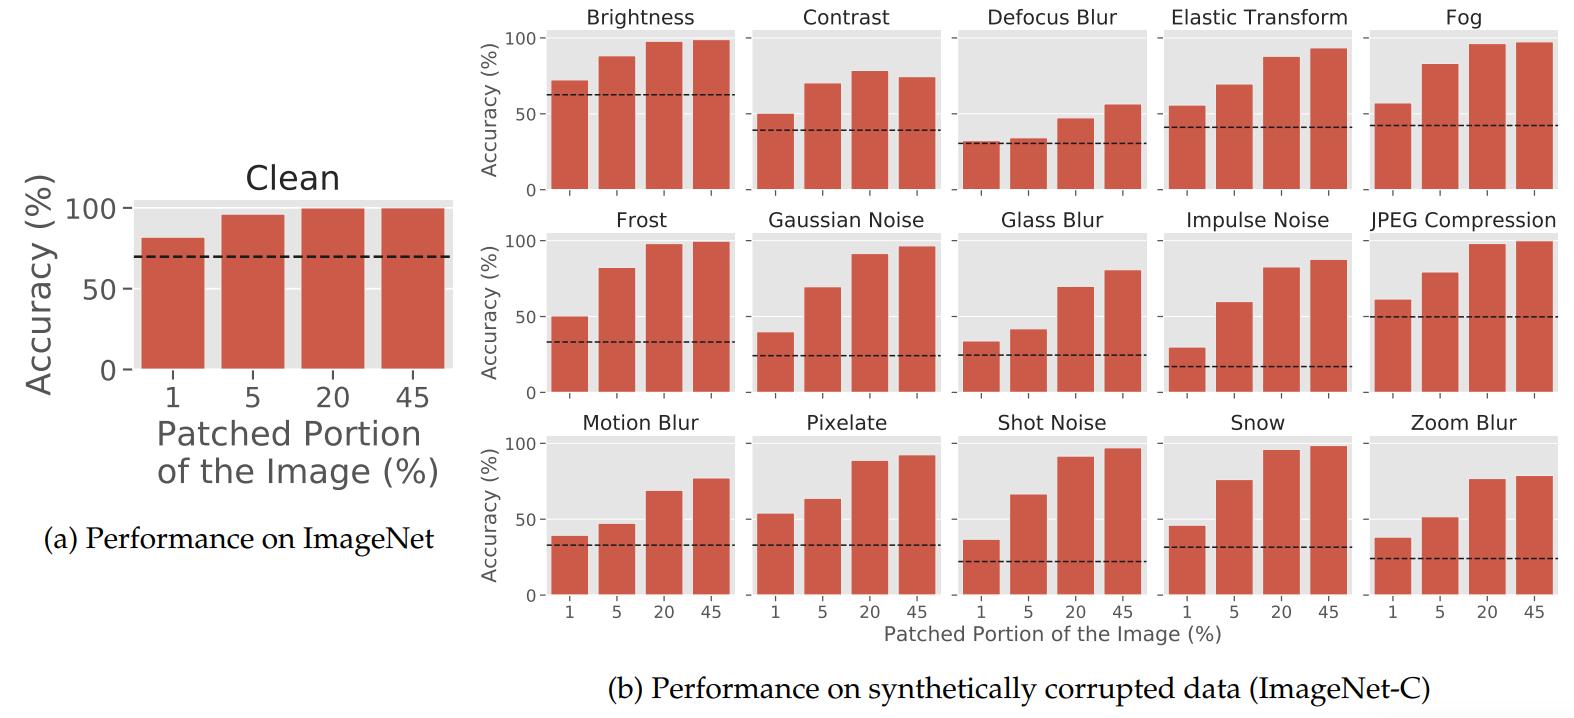 Clean
Accuracy (%)
100
50
0
1 5 20 45
Patched Portion
of the Image (%)
(a) Performance on ImageNet
Brightness Contrast Defocus Blur Elastic Transform Fog
Accuracy (%)
100
50
0
Frost Gaussian Noise Glass Blur Impulse Noise JPEG Compression
Accuracy (%)
100
50
0
Motion Blur Pixelate Shot Noise Snow Zoom Blur
Accuracy (%)
100
50
0
1 5 20 45 1 5 20 45 1 5 20 45 1 5 20 45 1 5 20 45
Patched Portion of the Image (%)
(b) Performance on synthetically corrupted data (ImageNet-C)